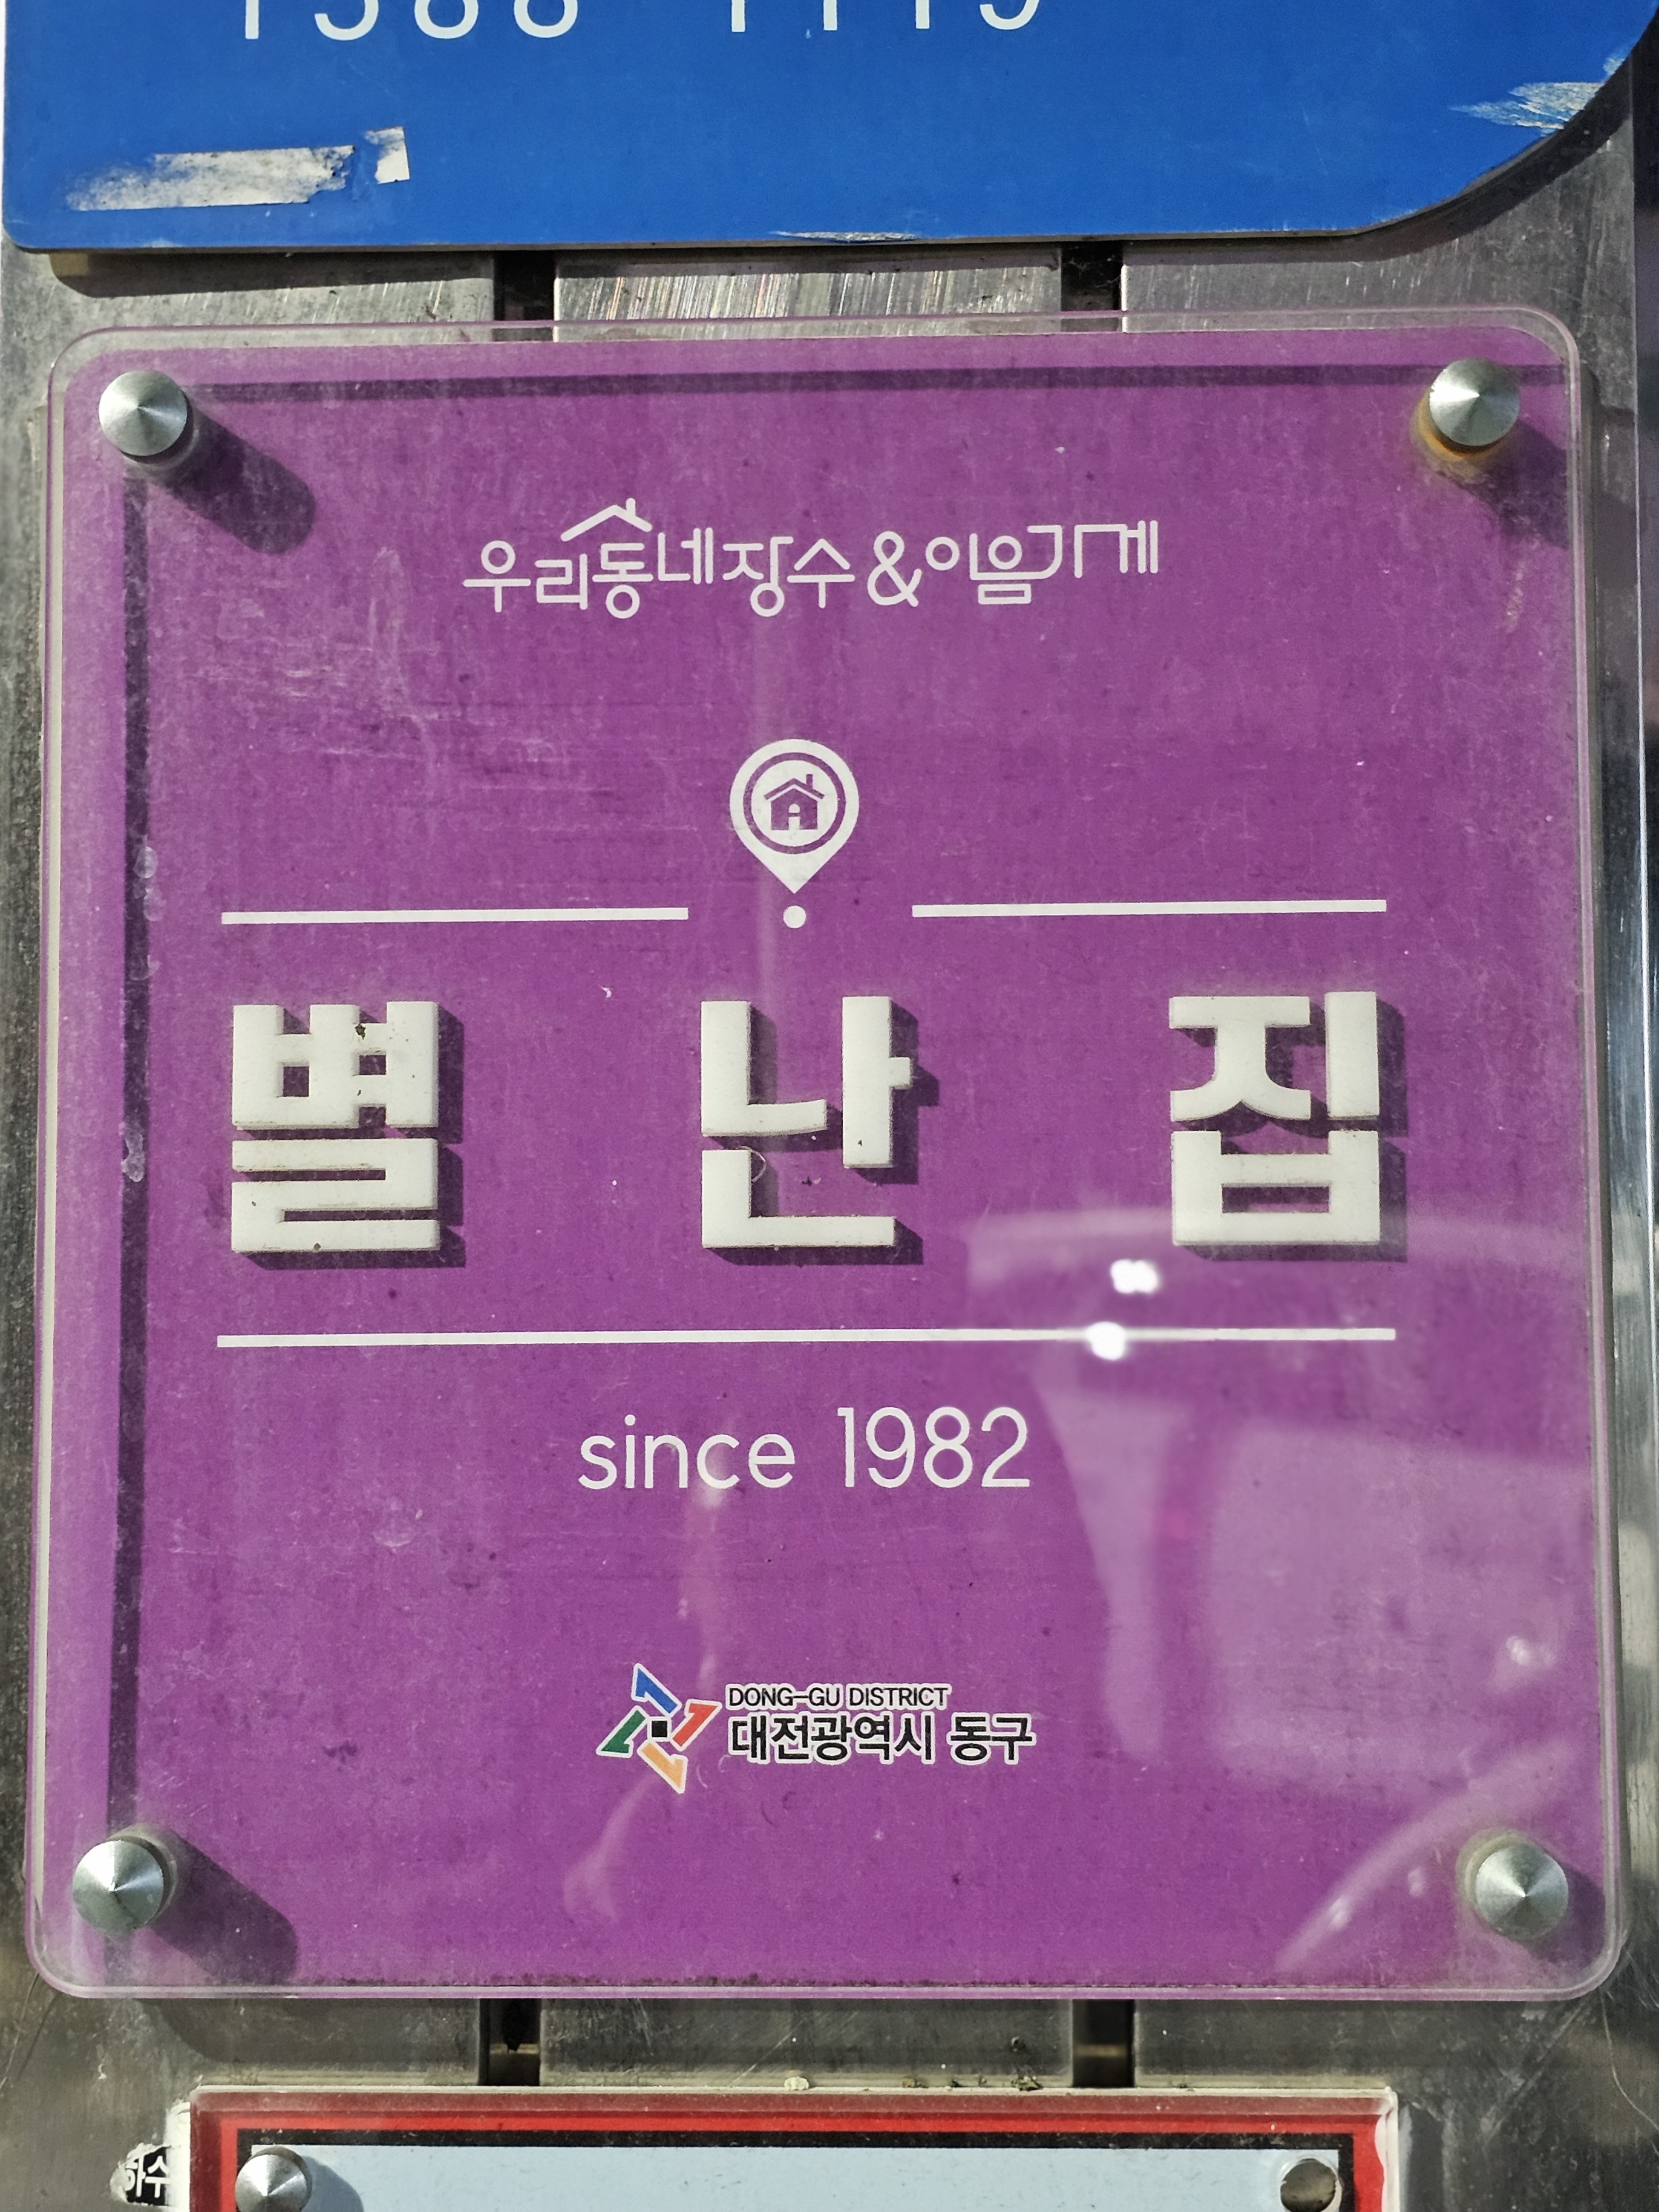 우리동네 장수 & 이음가게
별난집
since 1982
DONG-GU DISTRICT
대전광역시 동구